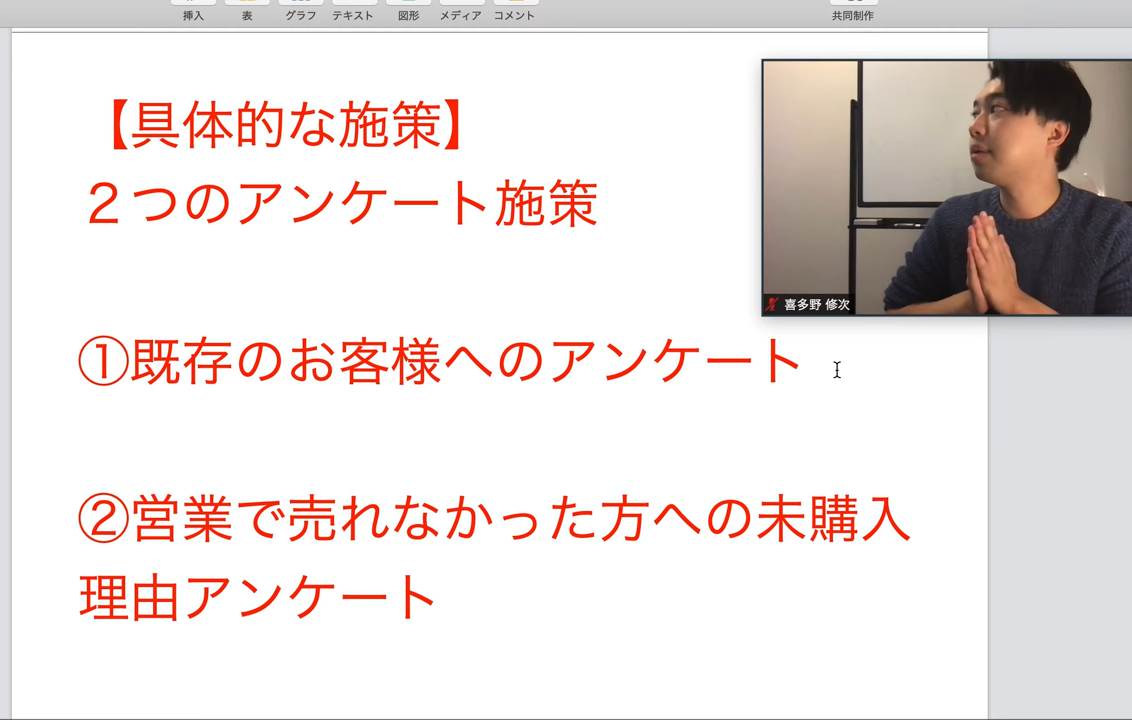 挿入 表 グラフ テキスト 図形 メディア コメント 共同制作
【具体的な施策】
２つのアンケート施策
喜多野 修次
①既存のお客様へのアンケート
②営業で売れなかった方への未購入
理由アンケート